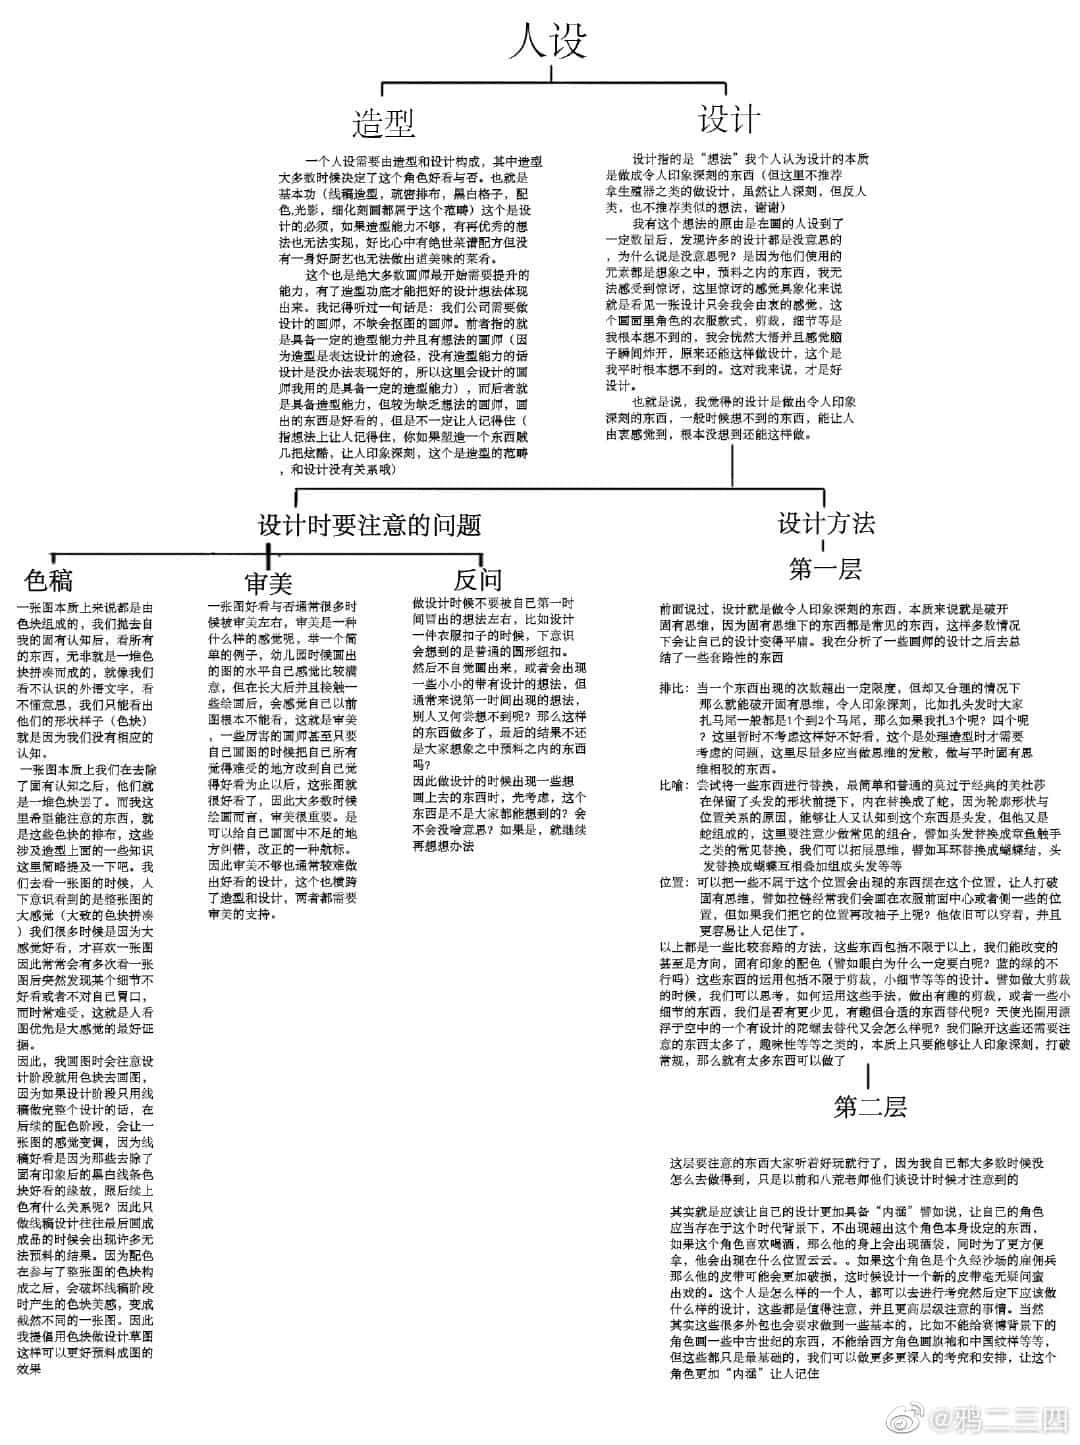 人设
造型
一个人设需要由造型和设计构成，其中造型
大多数时候决定了这个角色好看与否。也就是
基本功（线稿造型，疏密排布，黑白格子，配
色,光影，细化刻画都属于这个范畴）这个是设
计的必须，如果造型能力不够，有再优秀的想
法也无法实现，好比心中有绝世菜谱配方但没
有一身好厨艺也无法做出道美味的菜肴。
这个也是绝大多数画师最开始需要提升的
能力，有了造型功底才能把好的设计想法体现
出来。我记得听过一句话是：我们公司需要做
设计的画师，不缺会抠图的画师。前者指的就
是具备一定的造型能力并且有想法的画师（因
为造型是表达设计的途径，没有造型能力的话
设计是没办法表现好的，所以这里会设计的画
师我用的是具备一定的造型能力），而后者就
是具备造型能力，但较为缺乏想法的画师，画
出的东西是好看的，但是不一定让人记得住（
指想法上让人记得住，你如果塑造一个东西贼
几把炫酷，让人印象深刻，这个是造型的范畴
，和设计没有关系哦）
设计
设计指的是“想法”我个人认为设计的本质
是做成令人印象深刻的东西（但这里不推荐
拿生殖器之类的做设计，虽然让人深刻，但反人
类，也不推荐类似的想法，谢谢）
我有这个想法的原由是在画的人设到了
一定数量后，发现许多的设计都是没意思的
，为什么说是没意思呢？是因为他们使用的
元素都是想象之中，预料之内的东西，我无
法感受到惊讶，这里惊讶的感觉具象化来说
就是看见一张设计只会我会由衷的感觉，这
个画面里角色的衣服款式，剪裁，细节等是
我根本想不到的，我会恍然大悟并且感觉脑
子瞬间炸开，原来还能这样做设计，这个是
我平时根本想不到的。这对我来说，才是好
设计。
也就是说，我觉得的设计是做出令人印象
深刻的东西，一般时候想不到的东西，能让人
由衷感觉到，根本没想到还能这样做。
设计时要注意的问题
色稿
一张图本质上来说都是由
色块组成的，我们抛去自
我的固有认知后，看所有
的东西，无非就是一堆色
块拼凑而成的，就像我们
看不认识的外语文字，看
不懂意思，我们只能看出
他们的形状样子（色块）
就是因为我们没有相应的
认知。
一张图本质上我们在去除
了固有认知之后，他们就
是一堆色块罢了。而我这
里希望能注意的东西，就
是这些色块的排布，这些
涉及造型上面的一些知识
这里简略提及一下吧。我
们去看一张图的时候，人
下意识看到的是整张图的
大感觉（大致的色块拼凑
）我们很多时候是因为大
感觉好看，才喜欢一张图
因此常常会有多次看一张
图后突然发现某个细节不
好看或者不对自己胃口，
而时常难受，这就是人看
图优先是大感觉的最好证
据。
因此，我画图时会注意设
计阶段就用色块去画图，
因为如果设计阶段只用线
稿做完整个设计的话，在
后续的配色阶段，会让一
张图的感觉变调，因为线
稿好看是因为那些去除了
固有印象后的黑白线条色
块好看的缘故，跟后续上
色有什么关系呢？因此只
做线稿设计往往最后画成
成品的时候会出现许多无
法预料的结果。因为配色
在参与了整张图的色块构
成之后，会破坏线稿阶段
时产生的色块美感，变成
截然不同的一张图。因此
我提倡用色块做设计草图
这样可以更好预料成图的
效果
审美
一张图好看与否通常很多时
候被审美左右，审美是一种
什么样的感觉呢，举一个简
单的例子，幼儿园时候画出
的图的水平自己感觉比较满
意，但在长大后并且接触一
些绘画后，会感觉自己以前
图根本不能看，这就是审美
，一些厉害的画师甚至只要
自己画图的时候把自己所有
觉得难受的地方改到自己觉
得好看为止以后，这张图就
很好看了，因此大多数时候
绘画而言，审美很重要。是
可以给自己画面中不足的地
方纠错，改正的一种航标。
因此审美不够也通常较难做
出好看的设计，这个也横跨
了造型和设计，两者都需要
审美的支持。
反问
做设计时候不要被自己第一时
间冒出的想法左右，比如设计
一件衣服扣子的时候，下意识
会想到的是普通的圆形纽扣。
然后不自觉画出来，或者会出现
一些小小的带有设计的想法，但
通常来说第一时间出现的想法，
别人又何尝想不到呢？那么这样
的东西做多了，最后的结果不还
是大家想象之中预料之内的东西
吗？
因此做设计的时候出现一些想
画上去的东西时，先考虑，这个
东西是不是大家都能想到的？会
不会没啥意思？如果是，就继续
再想想办法
设计方法
第一层
前面说过，设计就是做令人印象深刻的东西，本质来说就是破开
固有思维，因为固有思维下的东西都是常见的东西，这样多数情况
下会让自己的设计变得平庸。我在分析了一些画师的设计之后去总
结了一些套路性的东西
排比：当一个东西出现的次数超出一定限度，但却又合理的情况下
那么就能破开固有思维，令人印象深刻，比如扎头发时大家
扎马尾一般都是1个到2个马尾，那么如果我扎3个呢？四个呢
？这里暂时不考虑这样好不好看，这个是处理造型时才需要
考虑的问题，这里尽量多应当做思维的发散，做与平时固有思
维相驳的东西。
比喻：尝试将一些东西进行替换，最简单和普通的莫过于经典的美杜莎
在保留了头发的形状前提下，内在替换成了蛇，因为轮廓形状与
位置关系的原因，能够让人又认知到这个东西是头发，但他又是
蛇组成的，这里要注意少做常见的组合，譬如头发替换成章鱼触手
之类的常见替换，我们可以拓展思维，譬如耳环替换成蝴蝶结，头
发替换成蝴蝶互相叠加组成头发等等
位置：可以把一些不属于这个位置会出现的东西摆在这个位置，让人打破
固有思维，譬如拉链经常我们会画在衣服前面中心或者侧一些的位
置，但如果我们把它的位置再改袖子上呢？他依旧可以穿着，并且
更容易让人记住了。
以上都是一些比较套路的方法，这些东西包括不限于以上，我们能改变的
甚至是方向，固有印象的配色（譬如眼白为什么一定要白呢？蓝的绿的不
行吗）这些东西的运用包括不限于剪裁，小细节等等的设计。譬如做大剪裁
的时候，我们可以思考，如何运用这些手法，做出有趣的剪裁，或者一些小
细节的东西，我们是否有更少见，有趣但合适的东西替代呢？天使光圈用漂
浮于空中的一个有设计的陀螺去替代又会怎么样呢？我们除开这些还需要注
意的东西太多了，趣味性等等之类的，本质上只要能够让人印象深刻，打破
常规，那么就有太多东西可以做了
第二层
这层要注意的东西大家听着好玩就行了，因为我自己都大多数时候没
怎么去做得到，只是以前和八荒老师他们谈设计时候才注意到的
其实就是应该让自己的设计更加具备“内涵”譬如说，让自己的角色
应当存在于这个时代背景下，不出现超出这个角色本身设定的东西，
如果这个角色喜欢喝酒，那么他的身上会出现酒袋，同时为了更方便
拿，他会出现在什么位置云云。。如果这个角色是个久经沙场的雇佣兵
那么他的皮带可能会更加破损，这时候设计一个新的皮带毫无疑问蛮
出戏的。这个人是怎么样的一个人，都可以去进行考究然后定下应该做
什么样的设计，这些都是值得注意，并且更高层级注意的事情。当然
其实这些很多外包也会要求做到一些基本的，比如不能给赛博背景下的
角色画一些中古世纪的东西，不能给西方角色画旗袍和中国纹样等等，
但这些都只是最基础的，我们可以做更多更深入的考究和安排，让这个
角色更加“内涵”让人记住
@鸦二三四